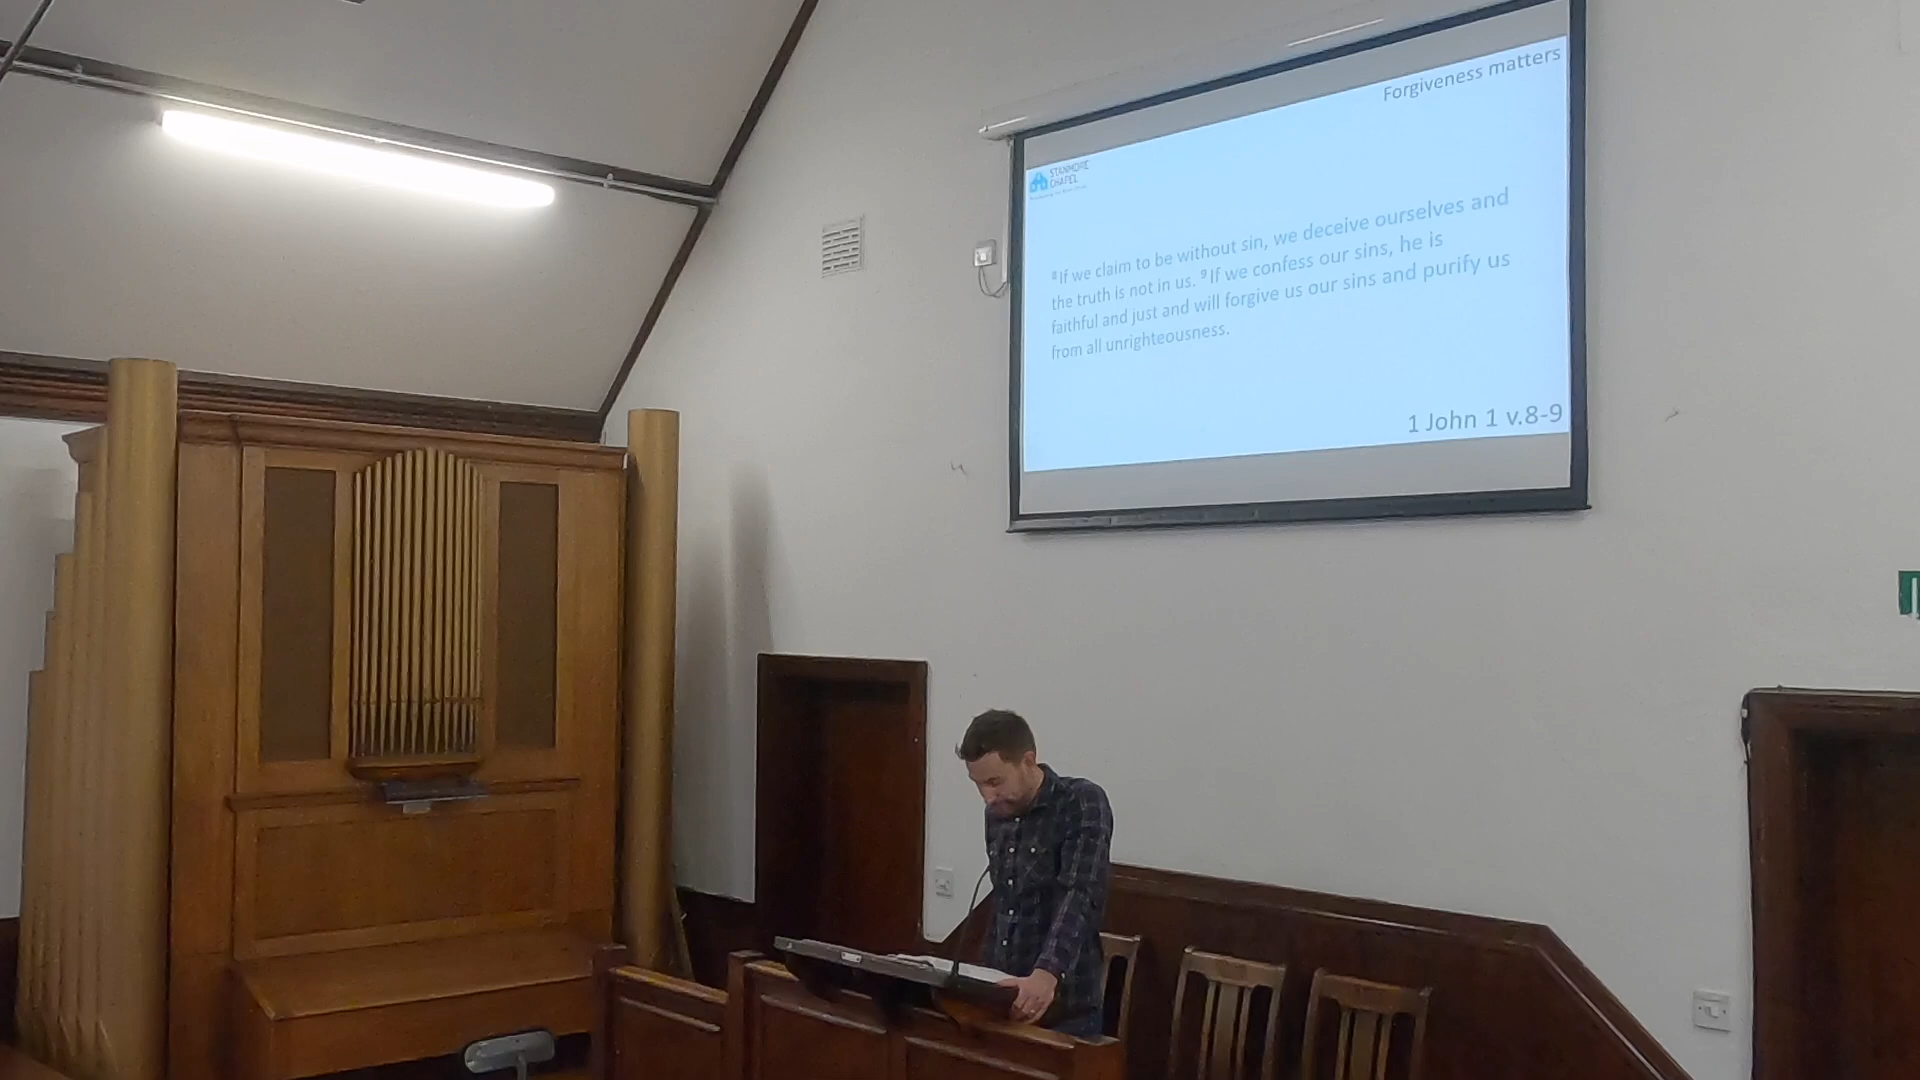 Forgiveness matters
STANMORE
CHAPEL
⁸If we claim to be without sin, we deceive ourselves and
the truth is not in us. ⁹If we confess our sins, he is
faithful and just and will forgive us our sins and purify us
from all unrighteousness.
1 John 1 v.8-9